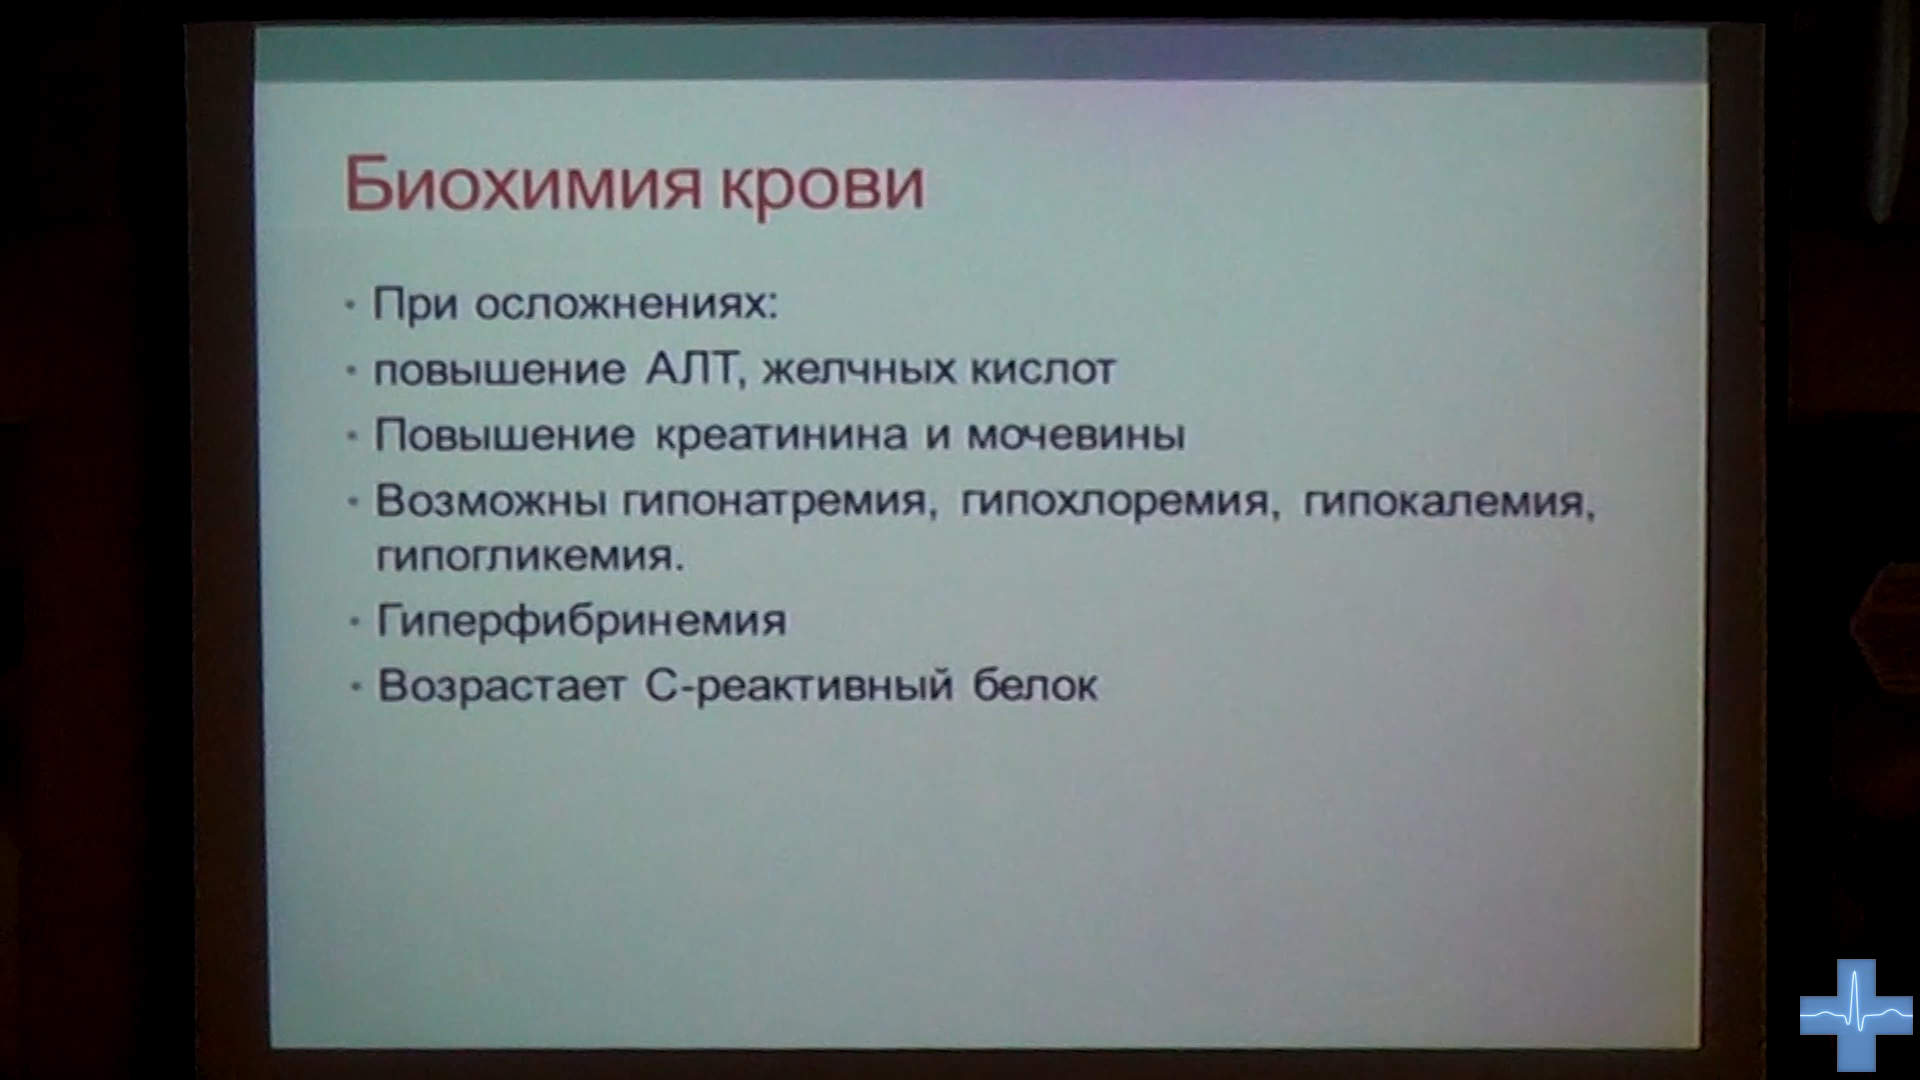 Биохимия крови
• При осложнениях:
• повышение АЛТ, желчных кислот
• Повышение креатинина и мочевины
• Возможны гипонатремия, гипохлоремия, гипокалемия,
гипогликемия.
• Гиперфибринемия
• Возрастает С-реактивный белок